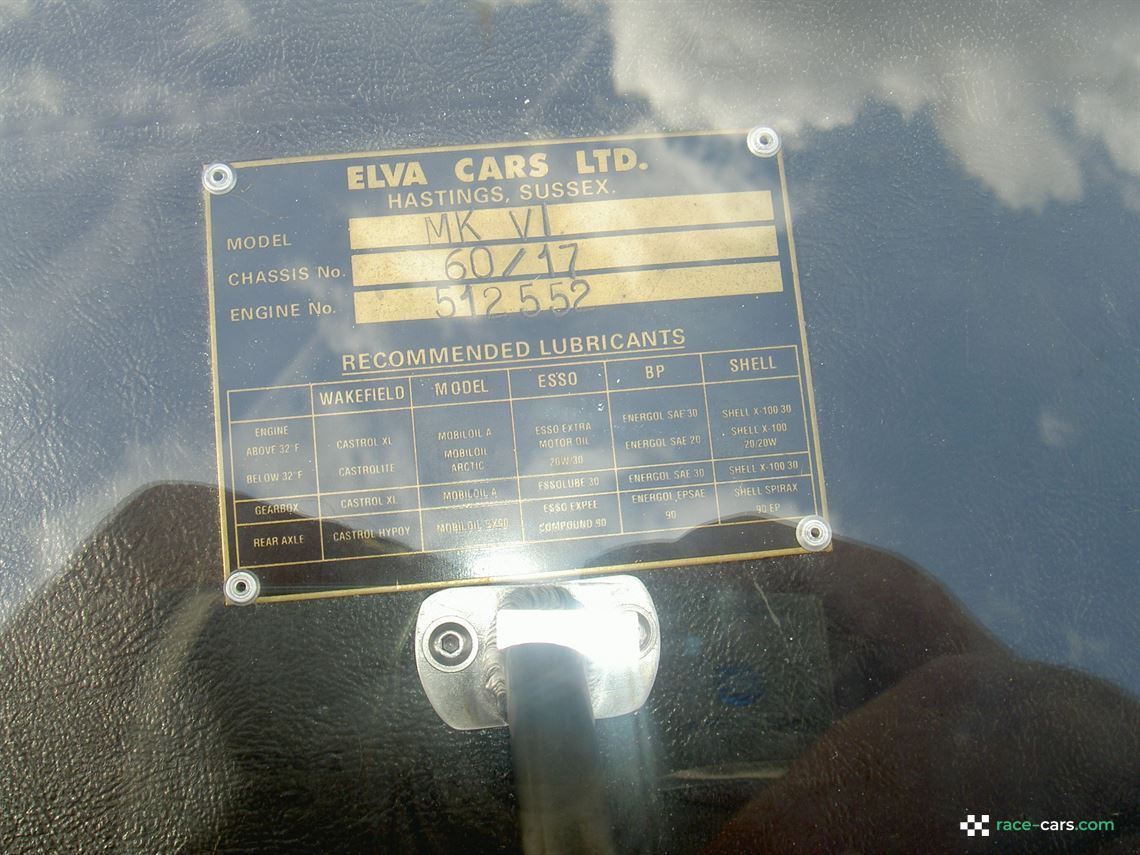 ELVA CARS LTD.
HASTINGS, SUSSEX.
MODEL MK VI
CHASSIS No. 60/17
ENGINE No. 512552
RECOMMENDED LUBRICANTS
WAKEFIELD MODEL ESSO BP SHELL
ENGINE
ABOVE 32°F CASTROL XL MOBILOIL A ESSO EXTRA MOTOR OIL 20W/30 ENERGOL SAE 30 SHELL X-100 30
BELOW 32°F CASTROLITE MOBILOIL ARCTIC ENERGOL SAE 20 SHELL X-100 20/20W
GEARBOX CASTROL XL MOBILOIL A ESSOLUBE 30 ENERGOL SAE 30 SHELL X-100 30
REAR AXLE CASTROL HYPOY MOBILOIL GX90 ESSO EXPEE COMPOUND 90 ENERGOL EPSAE 90 SHELL SPIRAX 90 EP
race-cars.com